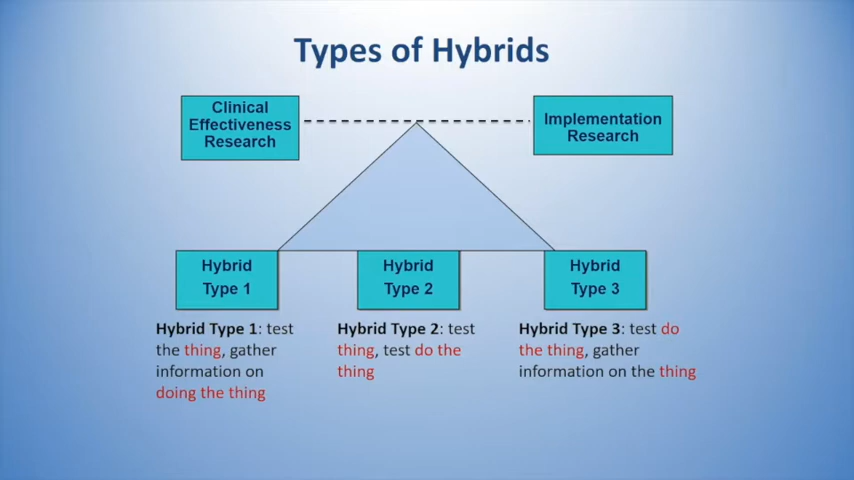 Types of Hybrids
Clinical
Effectiveness
Research
Implementation
Research
Hybrid
Type 1
Hybrid
Type 2
Hybrid
Type 3
Hybrid Type 1: test
the thing, gather
information on
doing the thing
Hybrid Type 2: test
thing, test do the
thing
Hybrid Type 3: test do
the thing, gather
information on the thing